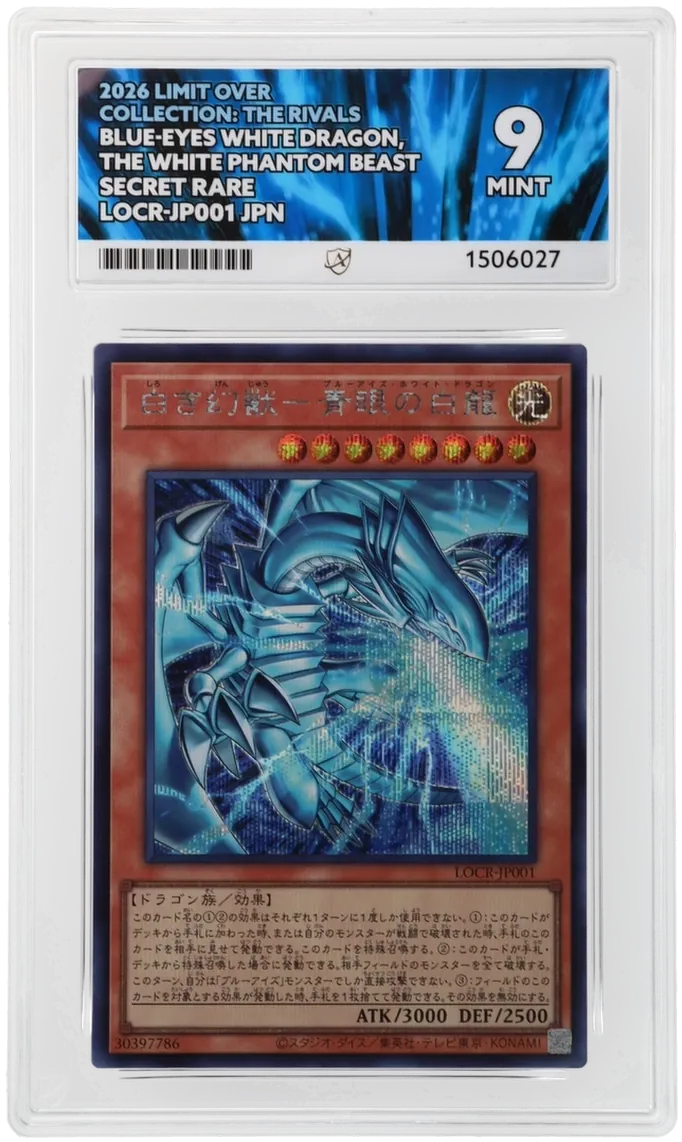 2026 LIMIT OVER
COLLECTION: THE RIVALS
BLUE-EYES WHITE DRAGON,
THE WHITE PHANTOM BEAST
SECRET RARE
LOCR-JP001 JPN
9
MINT
1506027
しろ げん じゅう ブルーアイズ・ホワイト・ドラゴン
白き幻獣－青眼の白龍
光
LOCR-JP001
【ドラゴン族／効果】
このカード名の①②の効果はそれぞれ1ターンに1度しか使用できない。①：このカードが
デッキから手札に加わった時、または自分のモンスターが戦闘で破壊された時、手札のこの
カードを相手に見せて発動できる。このカードを特殊召喚する。②：このカードが手札・
デッキから特殊召喚した場合に発動できる。相手フィールドのモンスターを全て破壊する。
このターン、自分は「ブルーアイズ」モンスターでしか直接攻撃できない。③：フィールドのこの
カードを対象とする効果が発動した時、手札を1枚捨てて発動できる。その効果を無効にする。
ATK/3000 DEF/2500
30397786
©スタジオ・ダイス／集英社・テレビ東京・KONAMI